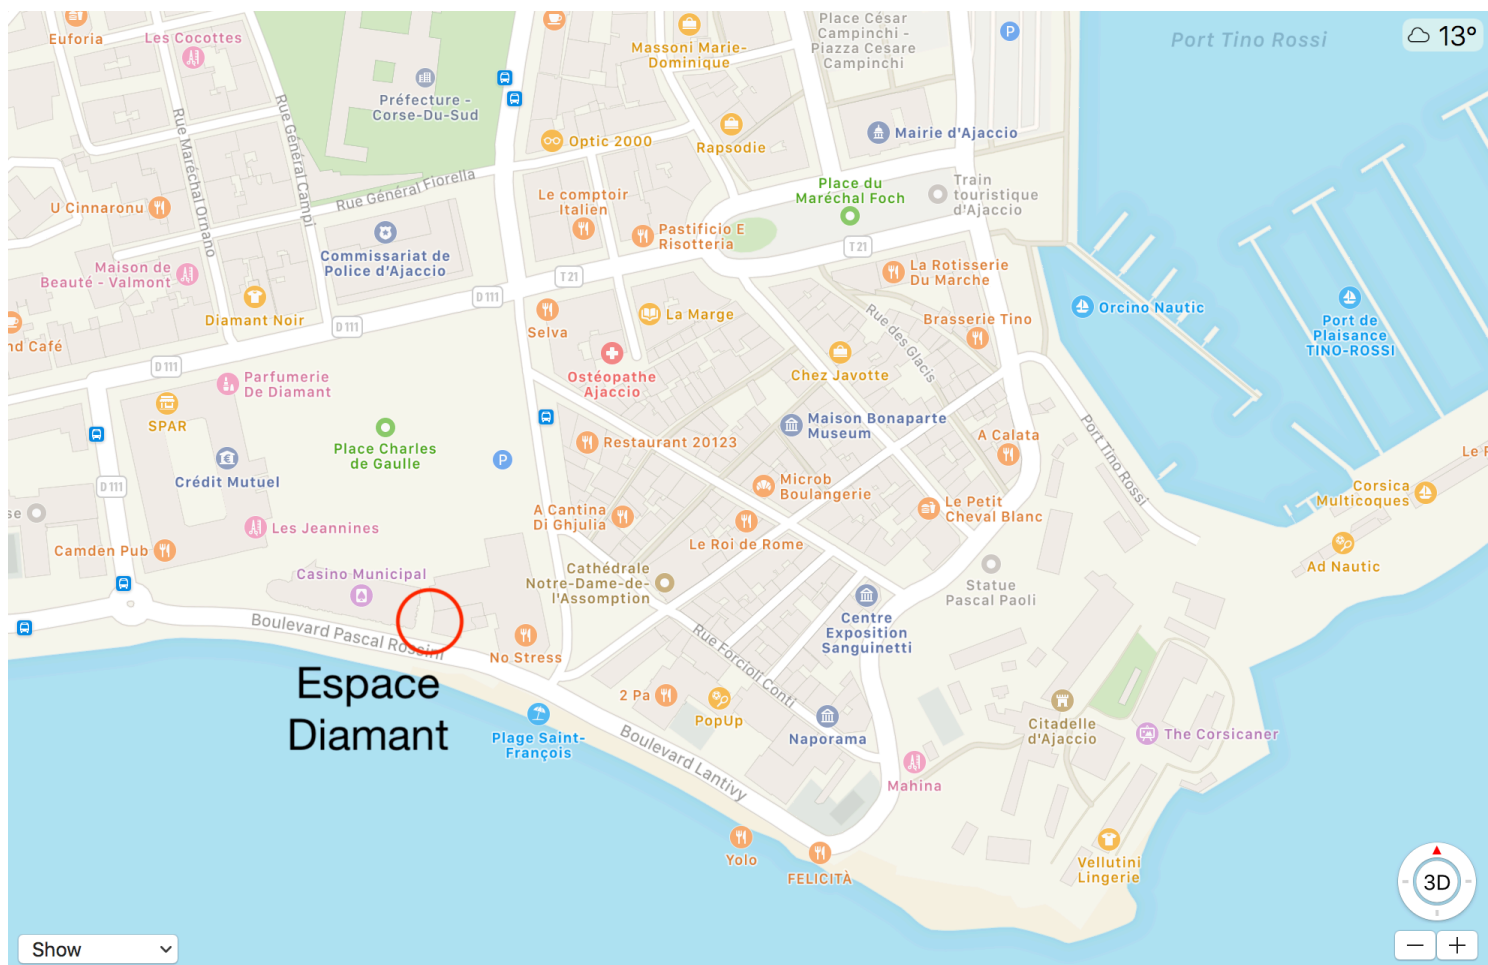 Euforia
Les Cocottes
Massoni Marie-
Dominique
Place César
Campinchi -
Piazza Cesare
Campinchi
P
Port Tino Rossi
13°
Préfecture -
Corse-Du-Sud
Rue Maréchal Ornano
Rue Général Campi
Optic 2000
Rapsodie
Mairie d'Ajaccio
U Cinnaronu
Rue Général Fiorella
Le comptoir
Italien
Place du
Maréchal Foch
Train
touristique
d'Ajaccio
Pastificio E
Risotteria
T21
Commissariat de
Police d'Ajaccio
Maison de
Beauté - Valmont
T21
La Rotisserie
Du Marche
D111
Diamant Noir
Selva
La Marge
Rue des Glacis
Brasserie Tino
Orcino Nautic
Port de
Plaisance
TINO-ROSSI
D111
nd Café
D111
Parfumerie
De Diamant
Ostéopathe
Ajaccio
Chez Javotte
SPAR
Place Charles
de Gaulle
P
Restaurant 20123
Maison Bonaparte
Museum
A Calata
Port Tino Rossi
Le
D111
Crédit Mutuel
Microb
Boulangerie
Corsica
Multicoques
se
Les Jeannines
A Cantina
Di Ghjulia
Le Roi de Rome
Le Petit
Cheval Blanc
Camden Pub
Casino Municipal
Cathédrale
Notre-Dame-de-
l'Assomption
Statue
Pascal Paoli
Ad Nautic
Boulevard Pascal Rossini
No Stress
Centre
Exposition
Sanguinetti
Rue Forcioli Conti
Espace
Diamant
2 Pa
PopUp
Naporama
Citadelle
d'Ajaccio
The Corsicaner
Plage Saint-
François
Boulevard Lantivy
Mahina
Yolo
FELICITÀ
Vellutini
Lingerie
3D
Show